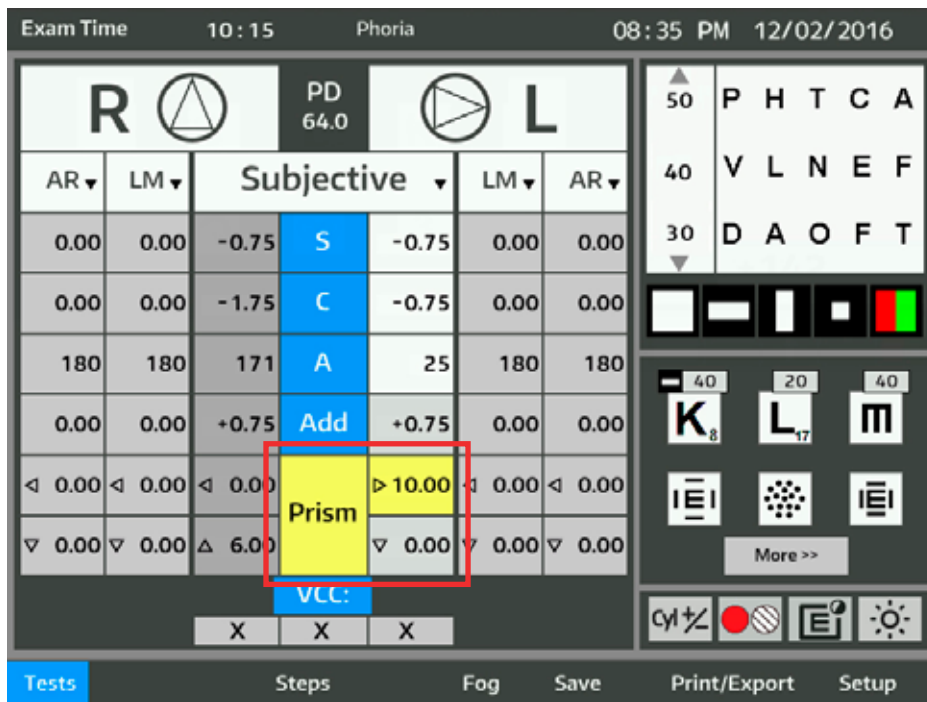 Exam Time 10:15 Phoria 08:35 PM 12/02/2016
R PD 64.0 L
AR LM Subjective LM AR
0.00 0.00 -0.75 S -0.75 0.00 0.00
0.00 0.00 -1.75 C -0.75 0.00 0.00
180 180 171 A 25 180 180
0.00 0.00 +0.75 Add +0.75 0.00 0.00
0.00 0.00 0.00 Prism 10.00 0.00 0.00
0.00 0.00 6.00 0.00 0.00 0.00
VCC:
X X X
50 P H T C A
40 V L N E F
30 D A O F T
40 20 40
K 8 L 17 m
E E
More >>
Cyl +/- E
Tests Steps Fog Save Print/Export Setup